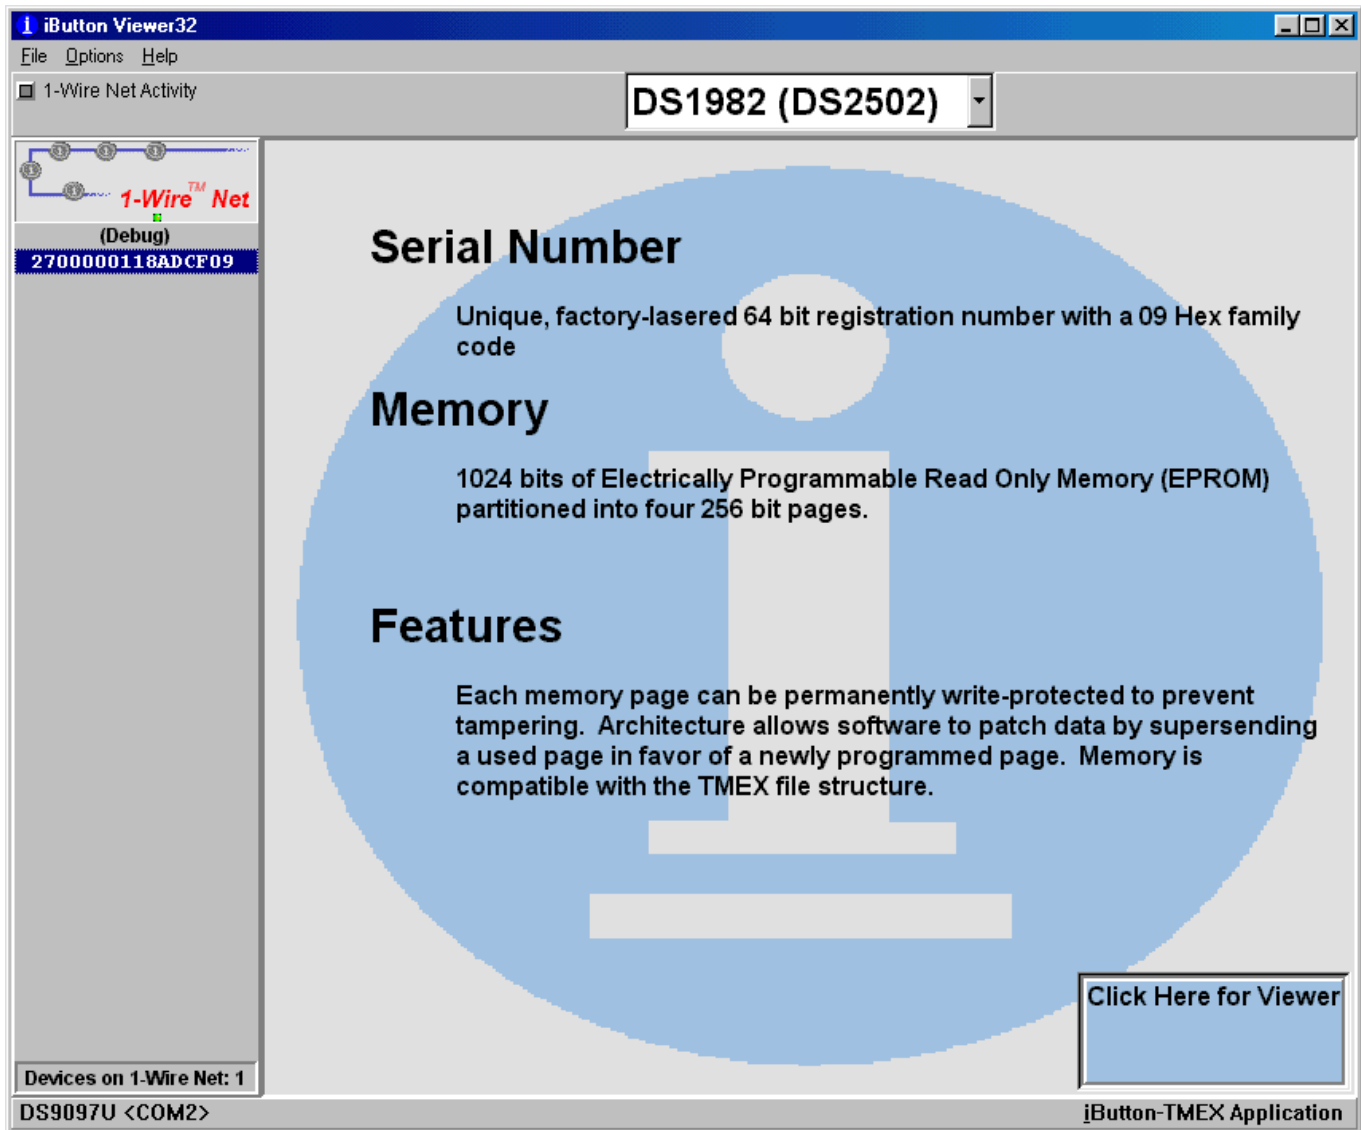 iButton Viewer32
File Options Help
1-Wire Net Activity
DS1982 (DS2502)
1-Wire™ Net
(Debug)
2700000118ADCF09
Serial Number
Unique, factory-lasered 64 bit registration number with a 09 Hex family
code
Memory
1024 bits of Electrically Programmable Read Only Memory (EPROM)
partitioned into four 256 bit pages.
Features
Each memory page can be permanently write-protected to prevent
tampering. Architecture allows software to patch data by supersending
a used page in favor of a newly programmed page. Memory is
compatible with the TMEX file structure.
Click Here for Viewer
Devices on 1-Wire Net: 1
DS9097U <COM2>
iButton-TMEX Application